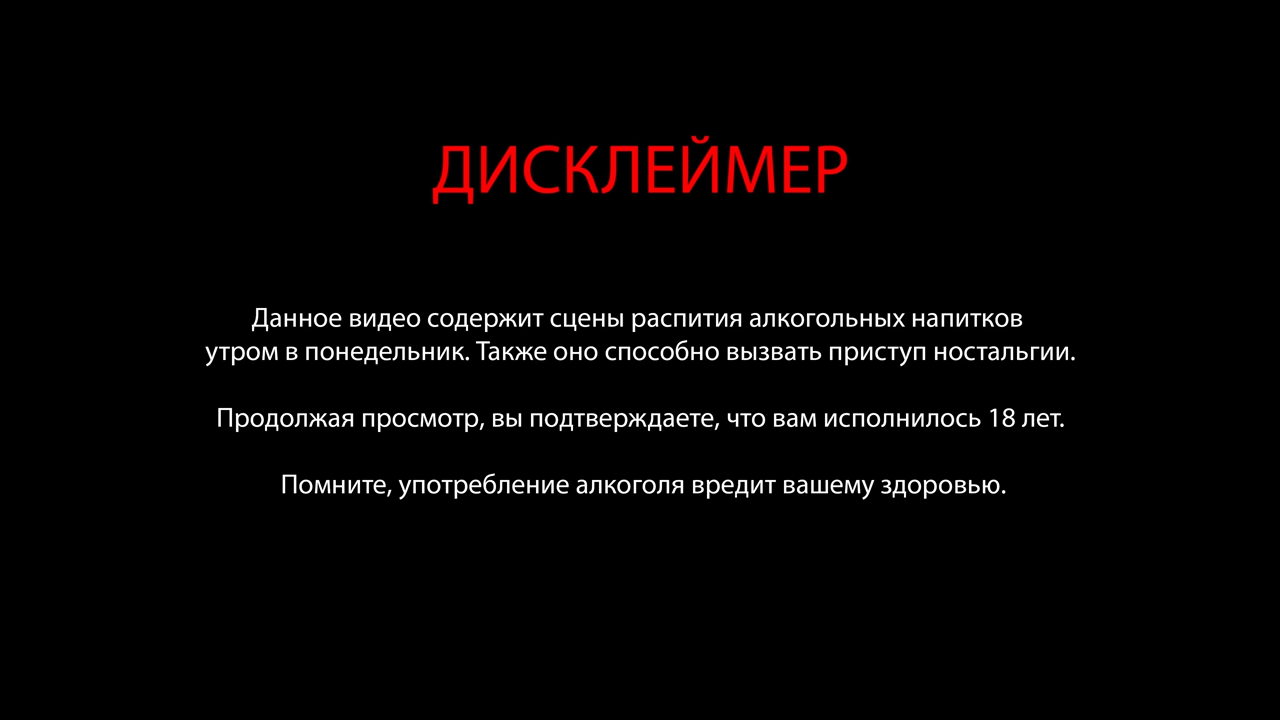 ДИСКЛЕЙМЕР
Данное видео содержит сцены распития алкогольных напитков
утром в понедельник. Также оно способно вызвать приступ ностальгии.
Продолжая просмотр, вы подтверждаете, что вам исполнилось 18 лет.
Помните, употребление алкоголя вредит вашему здоровью.